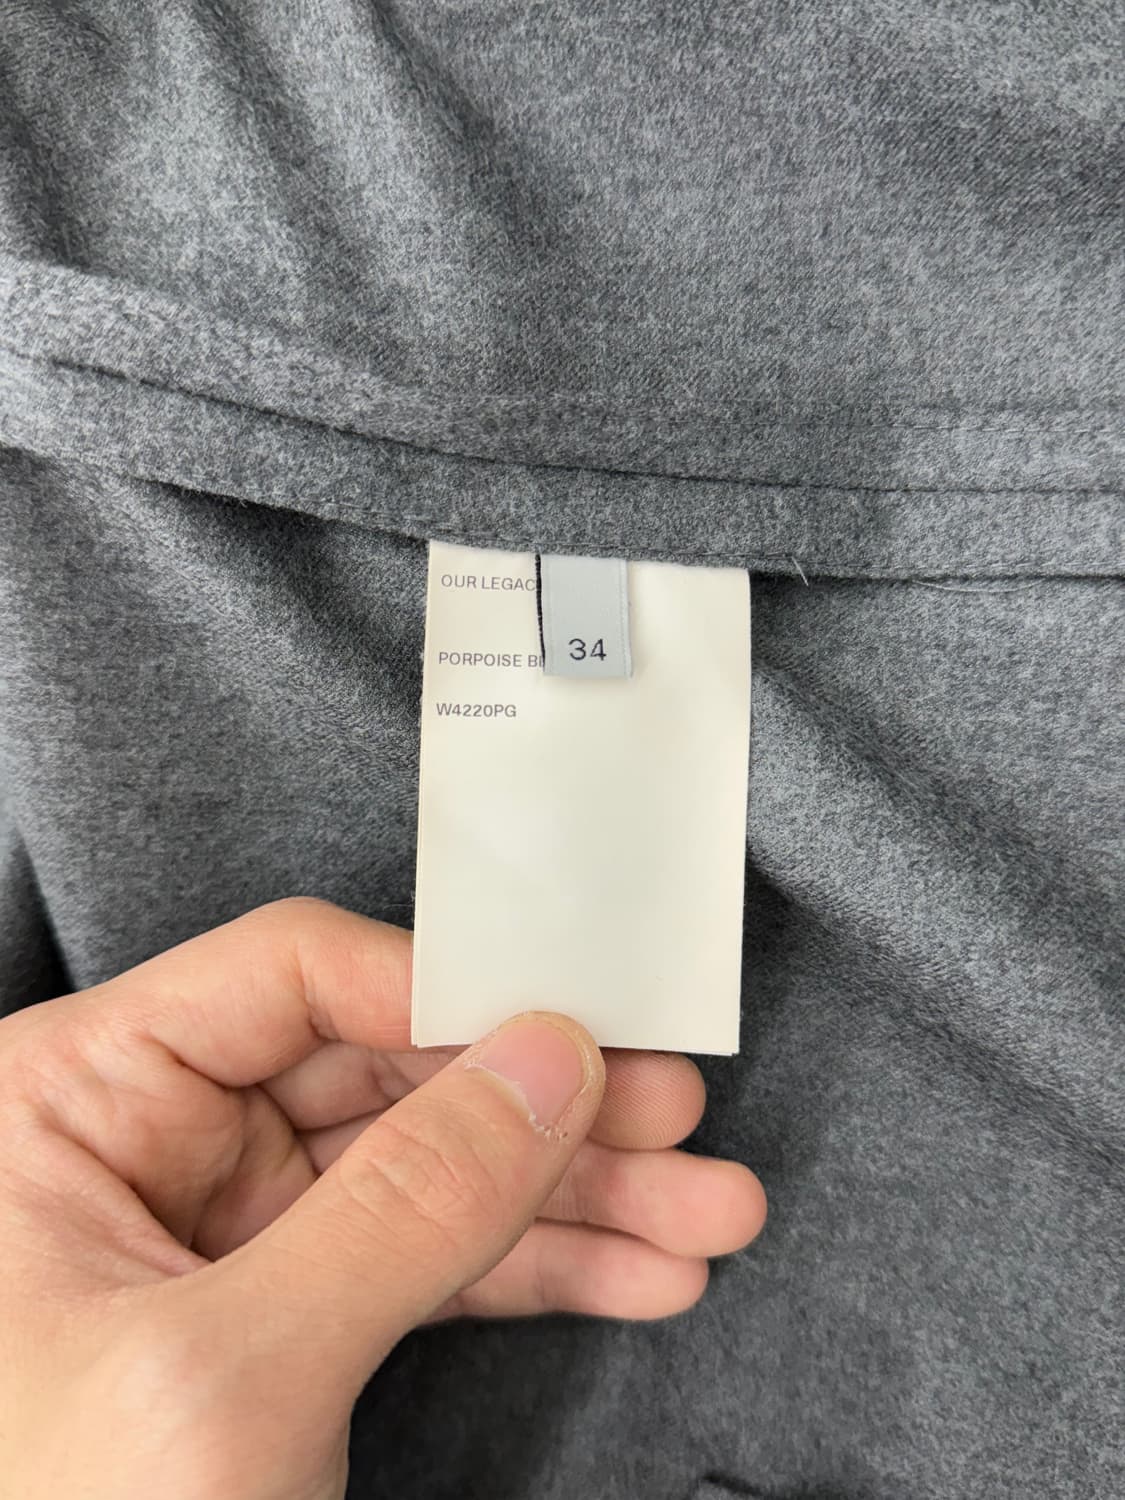 OUR LEGAC
PORPOISE
34
W4220PG